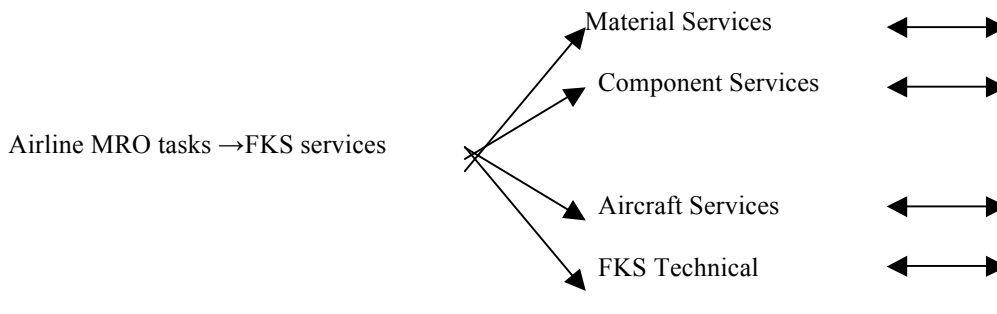 Material Services
Component Services
Airline MRO tasks →FKS services
Aircraft Services
FKS Technical